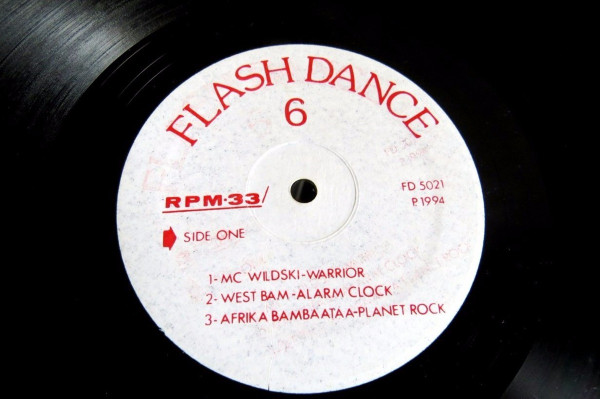 FLASH DANCE
6
RPM·33/
FD 5021
P. 1994
SIDE ONE
1- MC WILDSKI-WARRIOR
2- WEST BAM-ALARM CLOCK
3- AFRIKA BAMBAATAA-PLANET ROCK